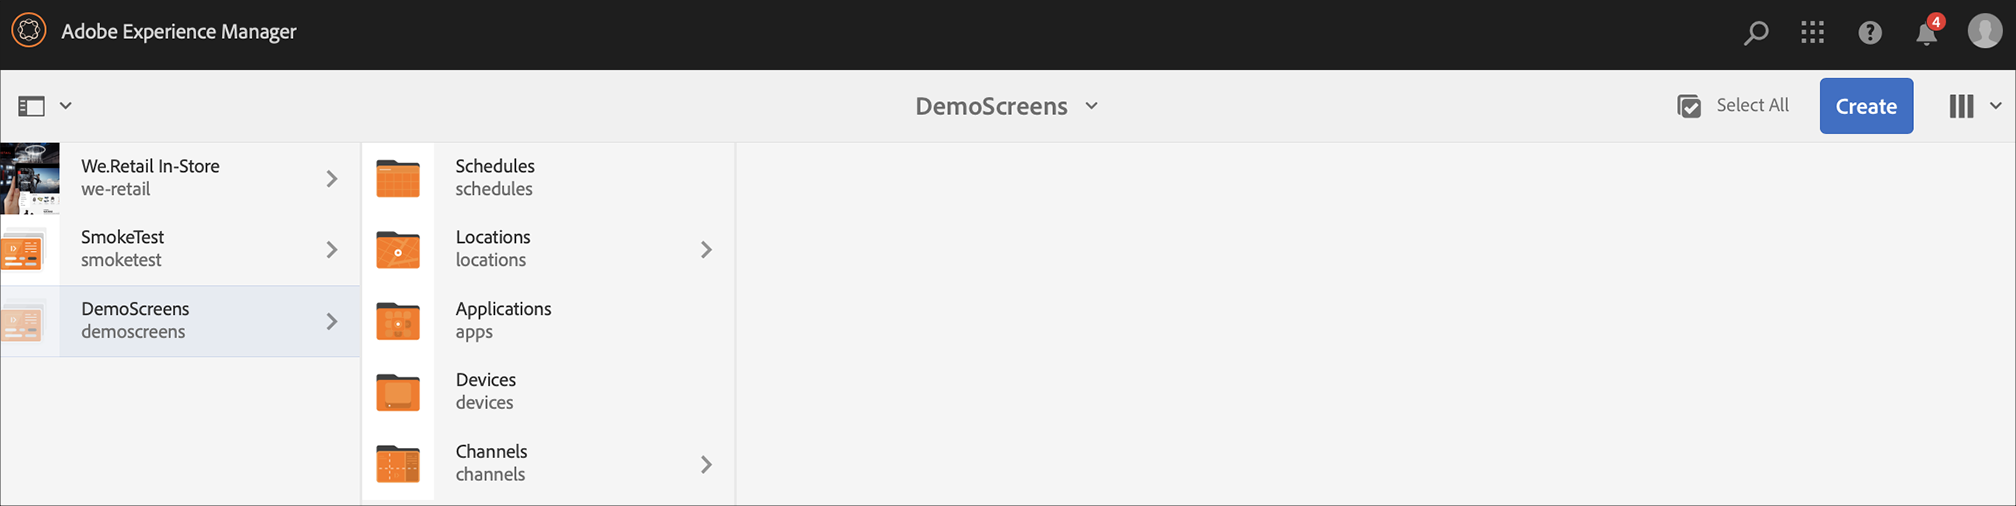 Adobe Experience Manager
4
DemoScreens
Select All
Create
We.Retail In-Store
we-retail
SmokeTest
smoketest
DemoScreens
demoscreens
Schedules
schedules
Locations
locations
Applications
apps
Devices
devices
Channels
channels